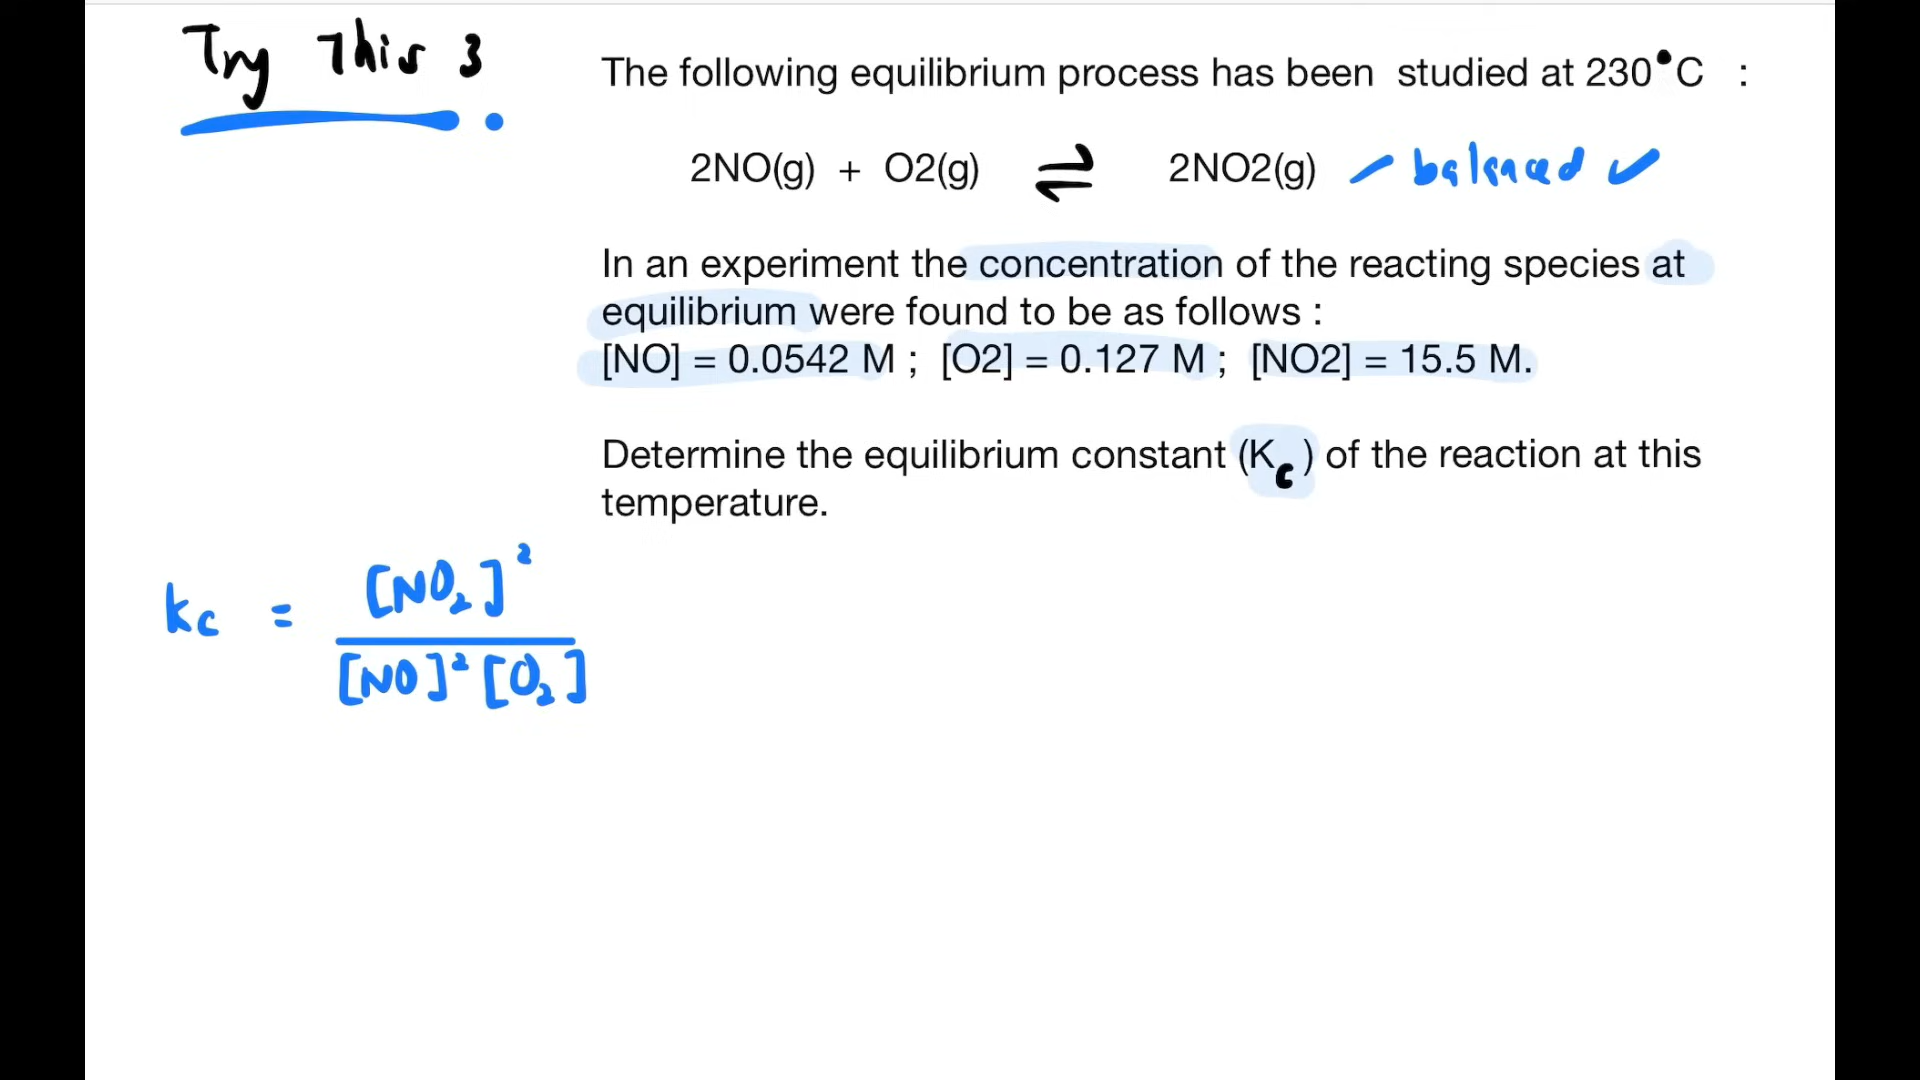 Try This 3
The following equilibrium process has been studied at 230°C :
2NO(g) + O2(g) ⇌ 2NO2(g) – balanced ✓
In an experiment the concentration of the reacting species at
equilibrium were found to be as follows :
[NO] = 0.0542 M ; [O2] = 0.127 M ; [NO2] = 15.5 M.
Determine the equilibrium constant (Kc) of the reaction at this
temperature.
[NO₂]²
kc =
[NO]² [O₂]